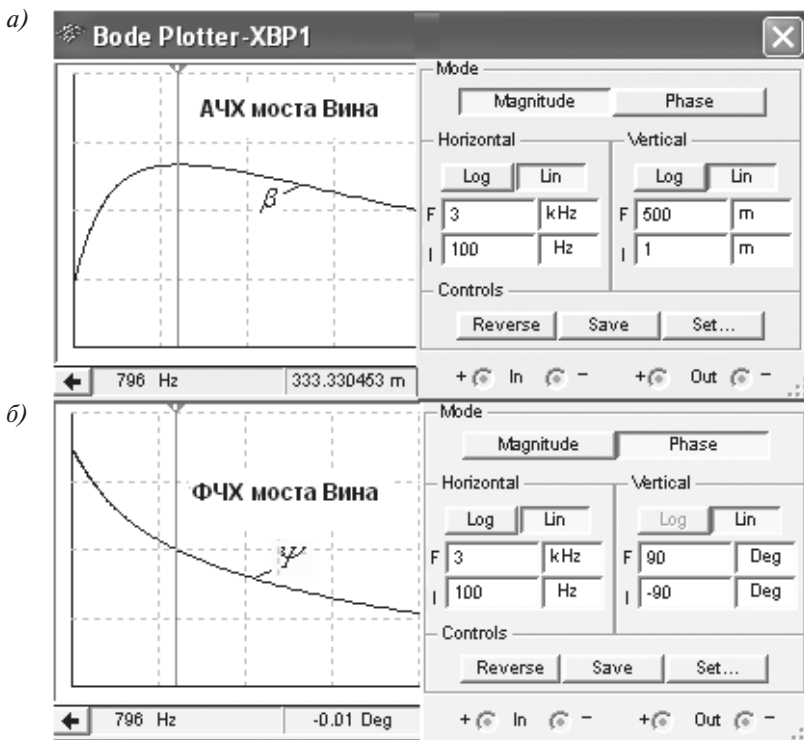 а)
Bode Plotter-XBP1
АЧХ моста Вина
β
796 Hz
333.330453 m
Mode
Magnitude
Phase
Horizontal
Vertical
Log
Lin
Log
Lin
F
3
kHz
F
500
m
I
100
Hz
I
1
m
Controls
Reverse
Save
Set...
+
In
-
+
Out
-
б)
ФЧХ моста Вина
Ψ
796 Hz
-0.01 Deg
Mode
Magnitude
Phase
Horizontal
Vertical
Log
Lin
Log
Lin
F
3
kHz
F
90
Deg
I
100
Hz
I
-90
Deg
Controls
Reverse
Save
Set...
+
In
-
+
Out
-